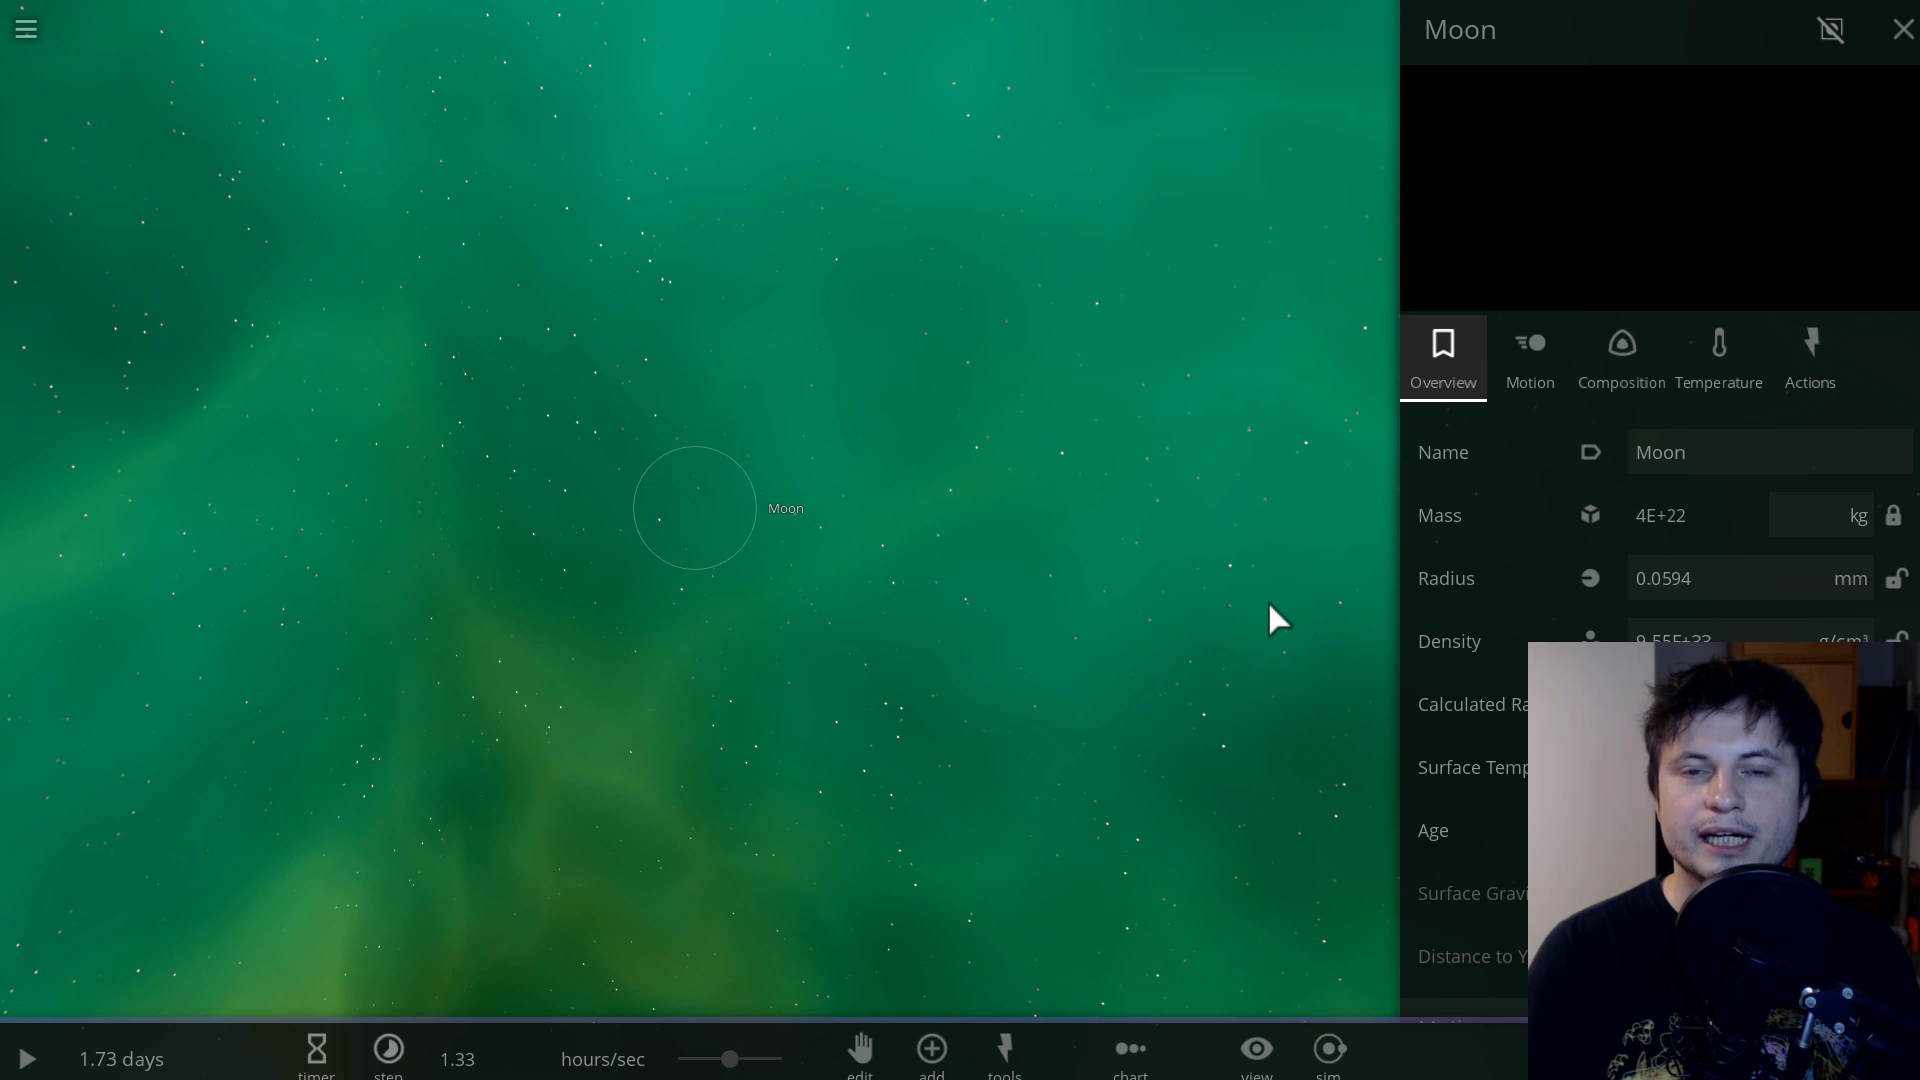 Moon
Overview
Motion
Composition
Temperature
Actions
Name
Moon
Mass
4E+22
kg
Radius
0.0594
mm
Density
Moon
Calculated Ra
Surface Temp
Age
Surface Gravi
Distance to Y
1.73 days
timer
step
1.33
hours/sec
edit
add
tools
chart
view
sim